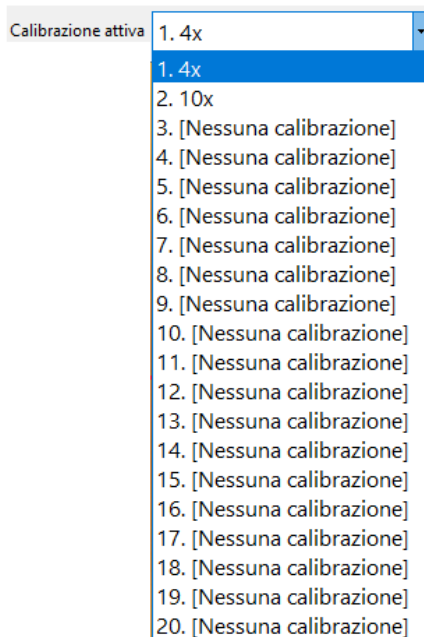 Calibrazione attiva 1. 4x
1. 4x
2. 10x
3. [Nessuna calibrazione]
4. [Nessuna calibrazione]
5. [Nessuna calibrazione]
6. [Nessuna calibrazione]
7. [Nessuna calibrazione]
8. [Nessuna calibrazione]
9. [Nessuna calibrazione]
10. [Nessuna calibrazione]
11. [Nessuna calibrazione]
12. [Nessuna calibrazione]
13. [Nessuna calibrazione]
14. [Nessuna calibrazione]
15. [Nessuna calibrazione]
16. [Nessuna calibrazione]
17. [Nessuna calibrazione]
18. [Nessuna calibrazione]
19. [Nessuna calibrazione]
20. [Nessuna calibrazione]